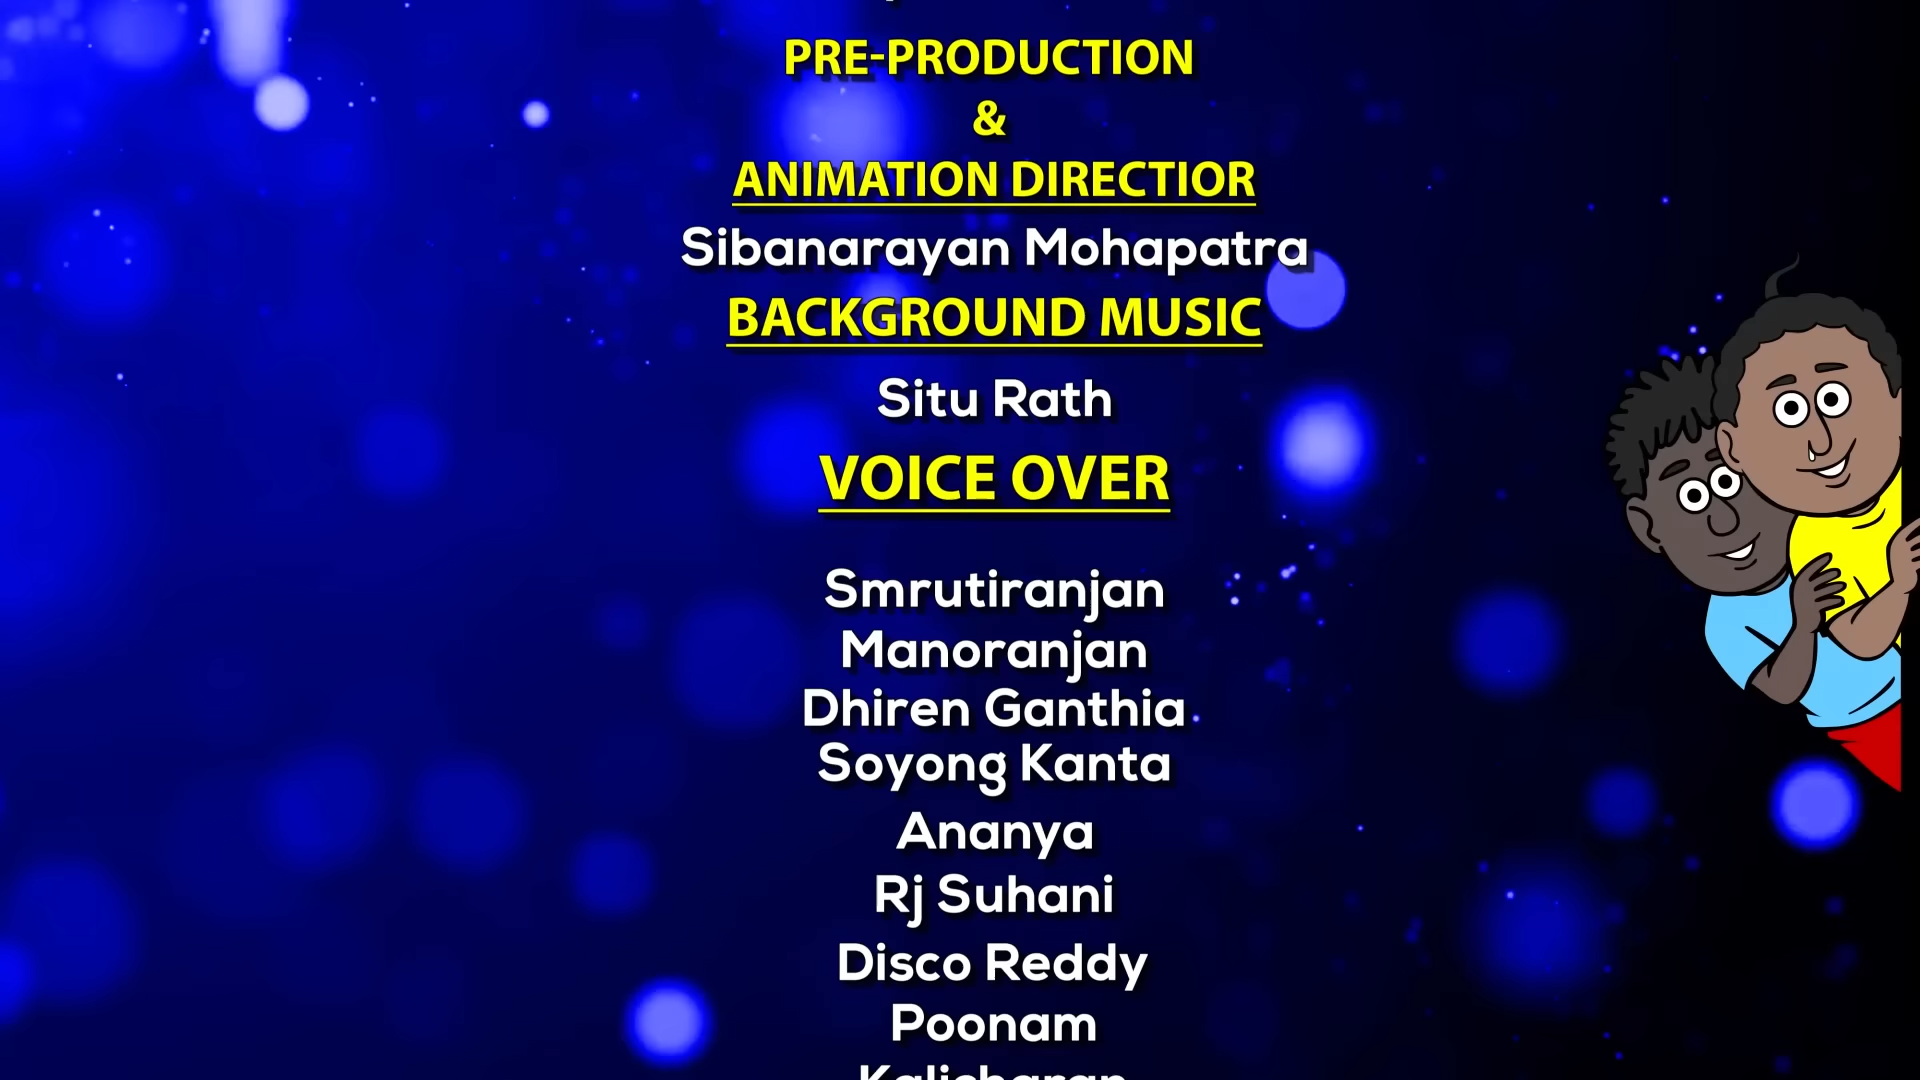 PRE-PRODUCTION
&
ANIMATION DIRECTIOR
Sibanarayan Mohapatra
BACKGROUND MUSIC
Situ Rath
VOICE OVER
Smrutiranjan
Manoranjan
Dhiren Ganthia
Soyong Kanta
Ananya
Rj Suhani
Disco Reddy
Poonam
Kalicharan